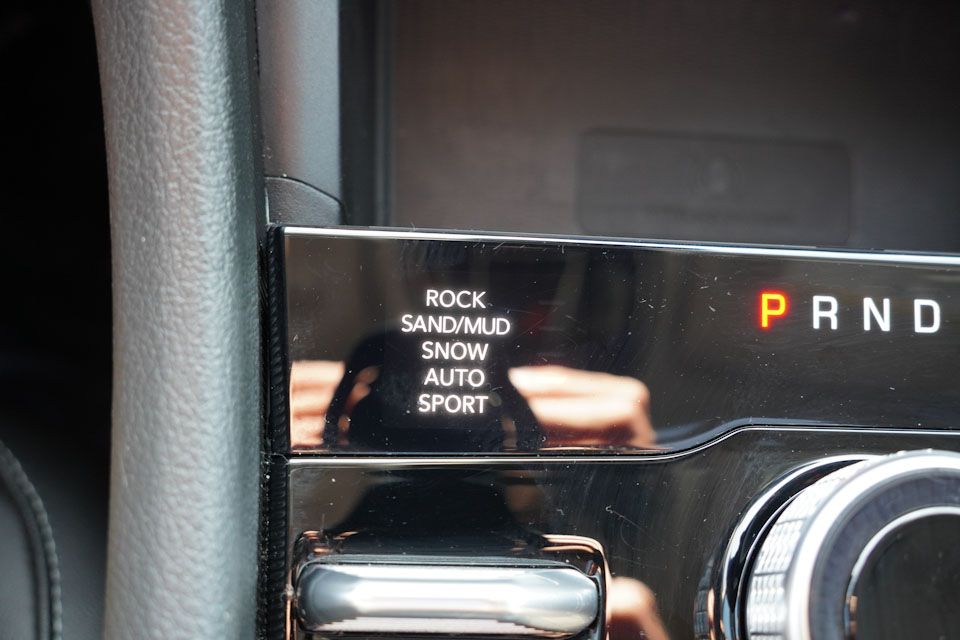 ROCK
SAND/MUD
SNOW
AUTO
SPORT
P R N D